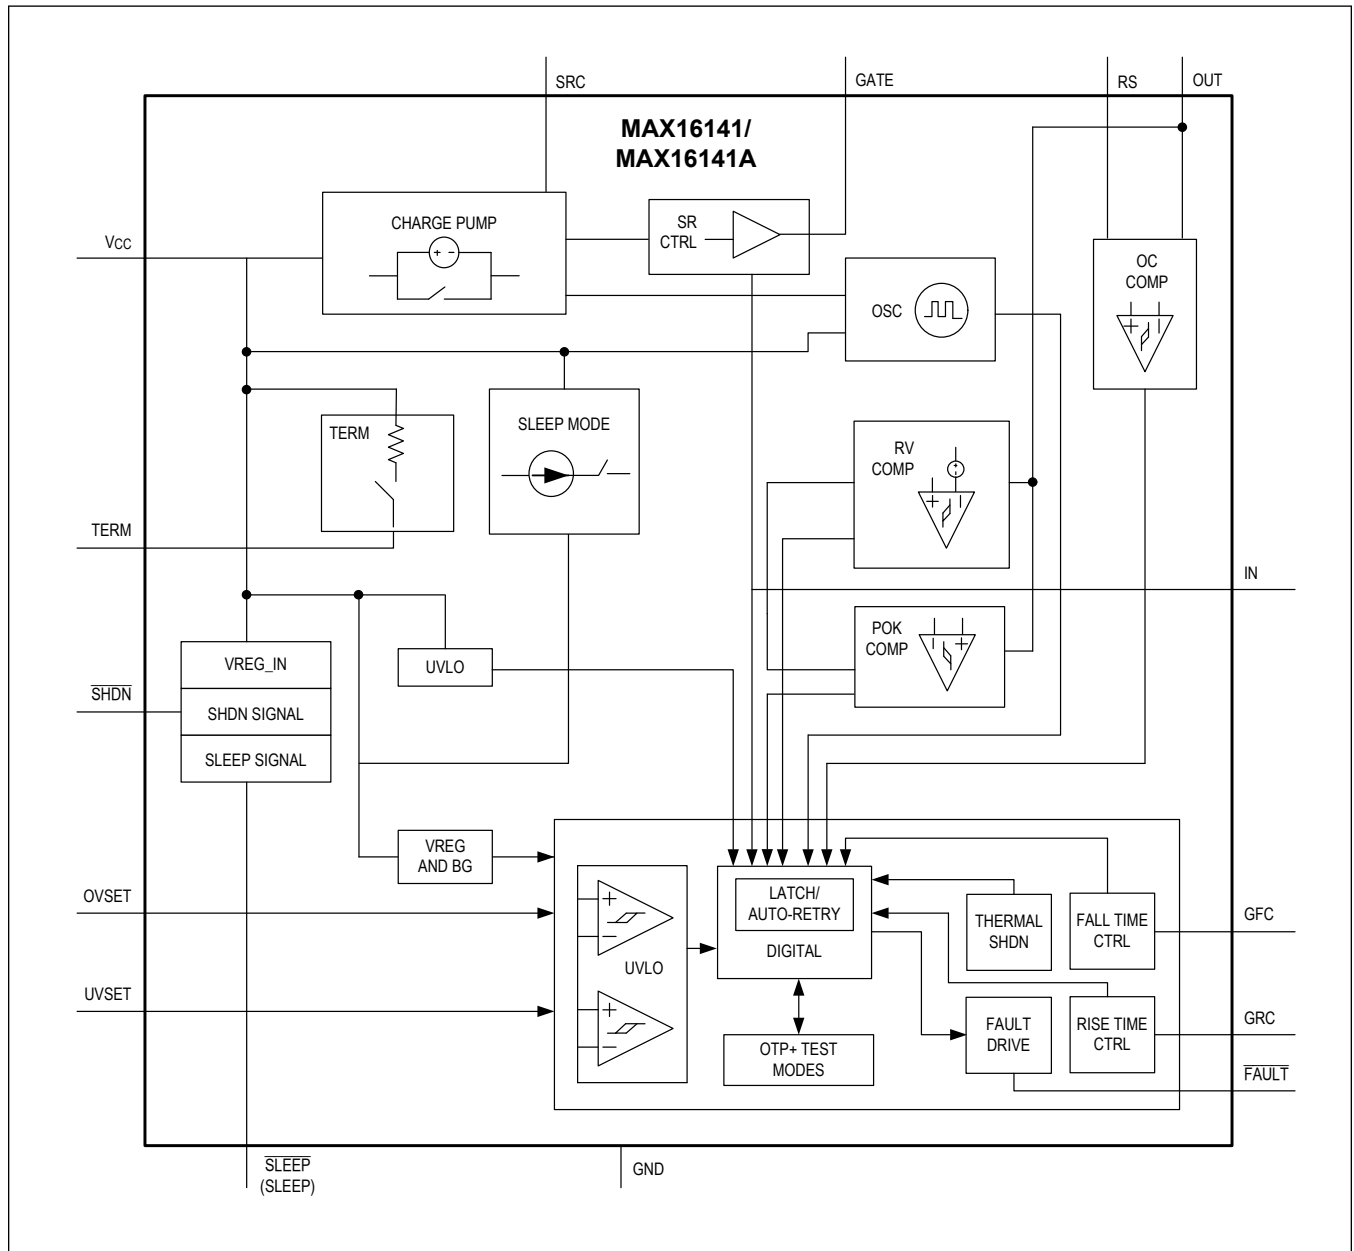 SRC
GATE
RS
OUT
MAX16141/
MAX16141A
CHARGE PUMP
+ -
SR
CTRL
VCC
OC
COMP
+ -
OSC
TERM
SLEEP MODE
RV
COMP
+ -
+ -
TERM
IN
POK
COMP
- +
VREG_IN
UVLO
SHDN
SHDN SIGNAL
SLEEP SIGNAL
VREG
AND BG
LATCH/
AUTO-RETRY
DIGITAL
THERMAL
SHDN
FALL TIME
CTRL
OVSET
GFC
+
-
UVLO
UVSET
+
-
OTP+ TEST
MODES
FAULT
DRIVE
RISE TIME
CTRL
GRC
FAULT
SLEEP
(SLEEP)
GND